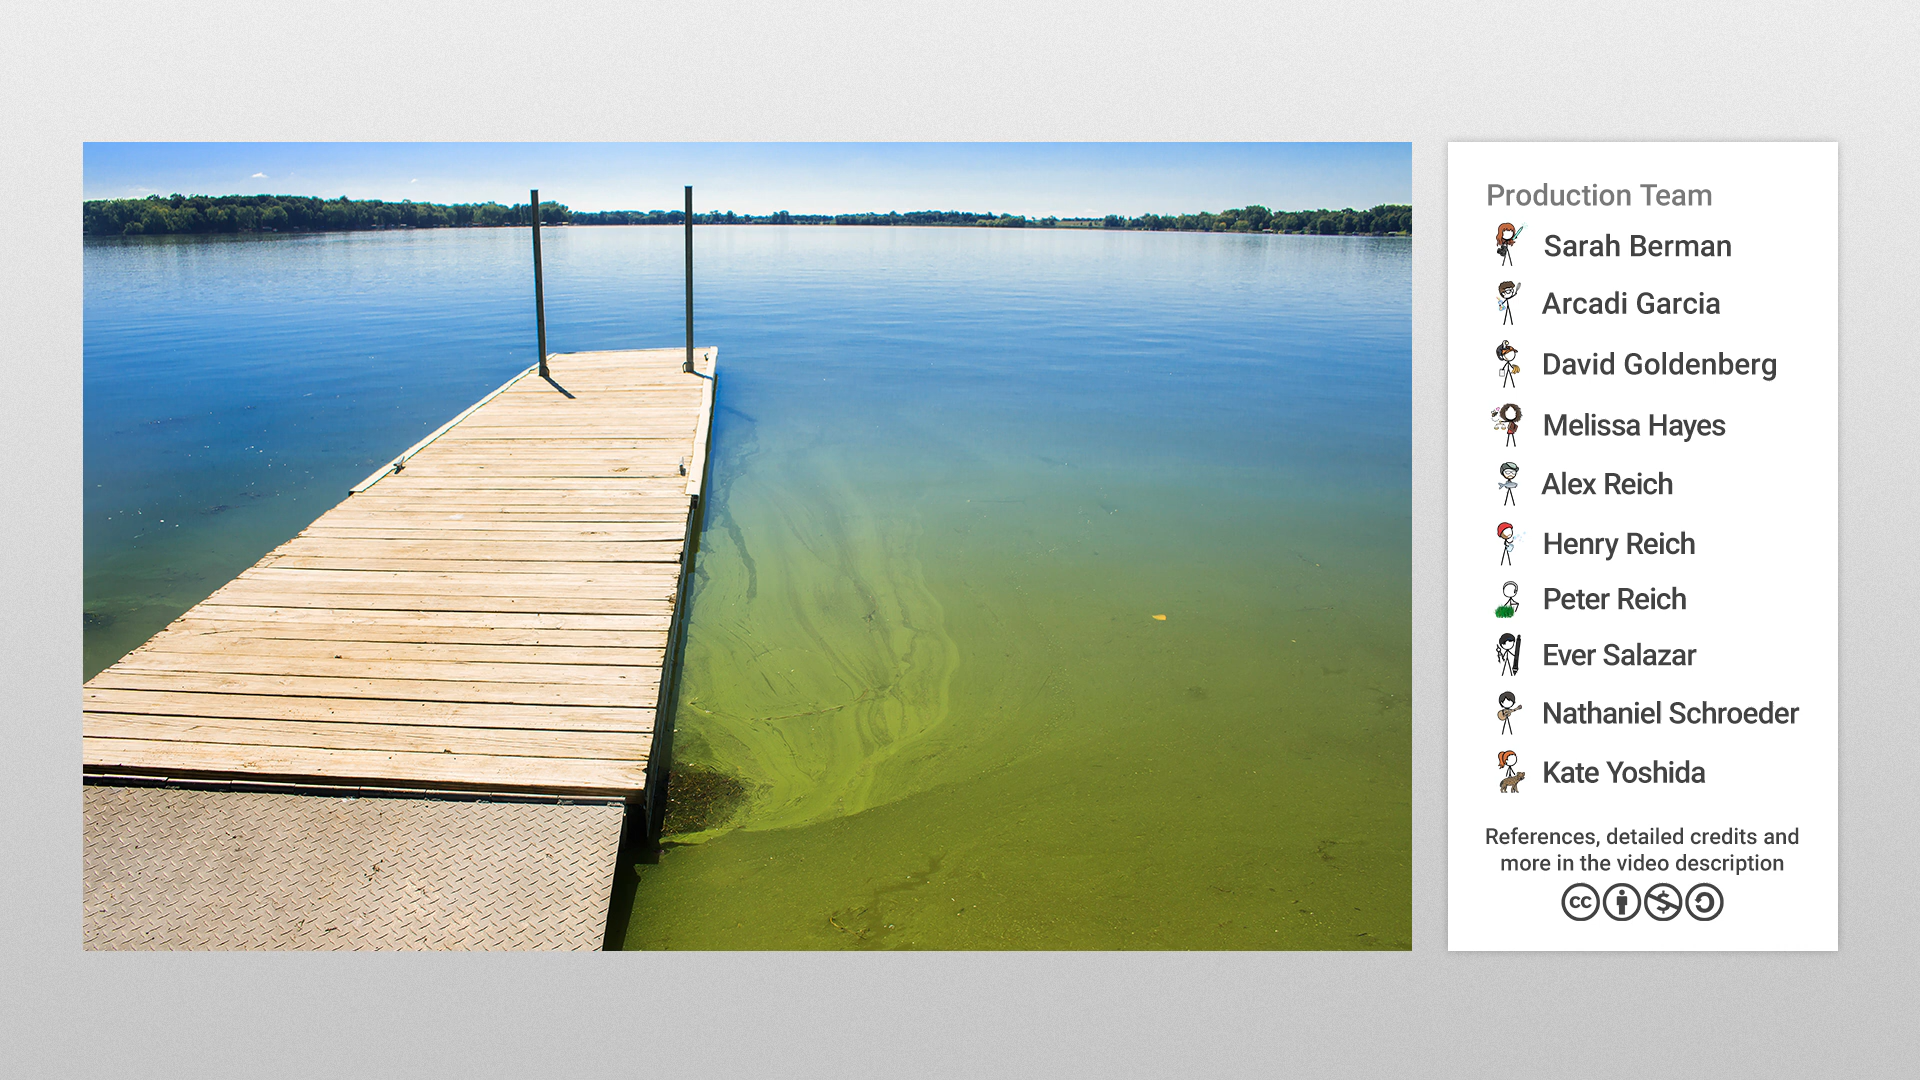 Production Team
Sarah Berman
Arcadi Garcia
David Goldenberg
Melissa Hayes
Alex Reich
Henry Reich
Peter Reich
Ever Salazar
Nathaniel Schroeder
Kate Yoshida
References, detailed credits and
more in the video description
cc